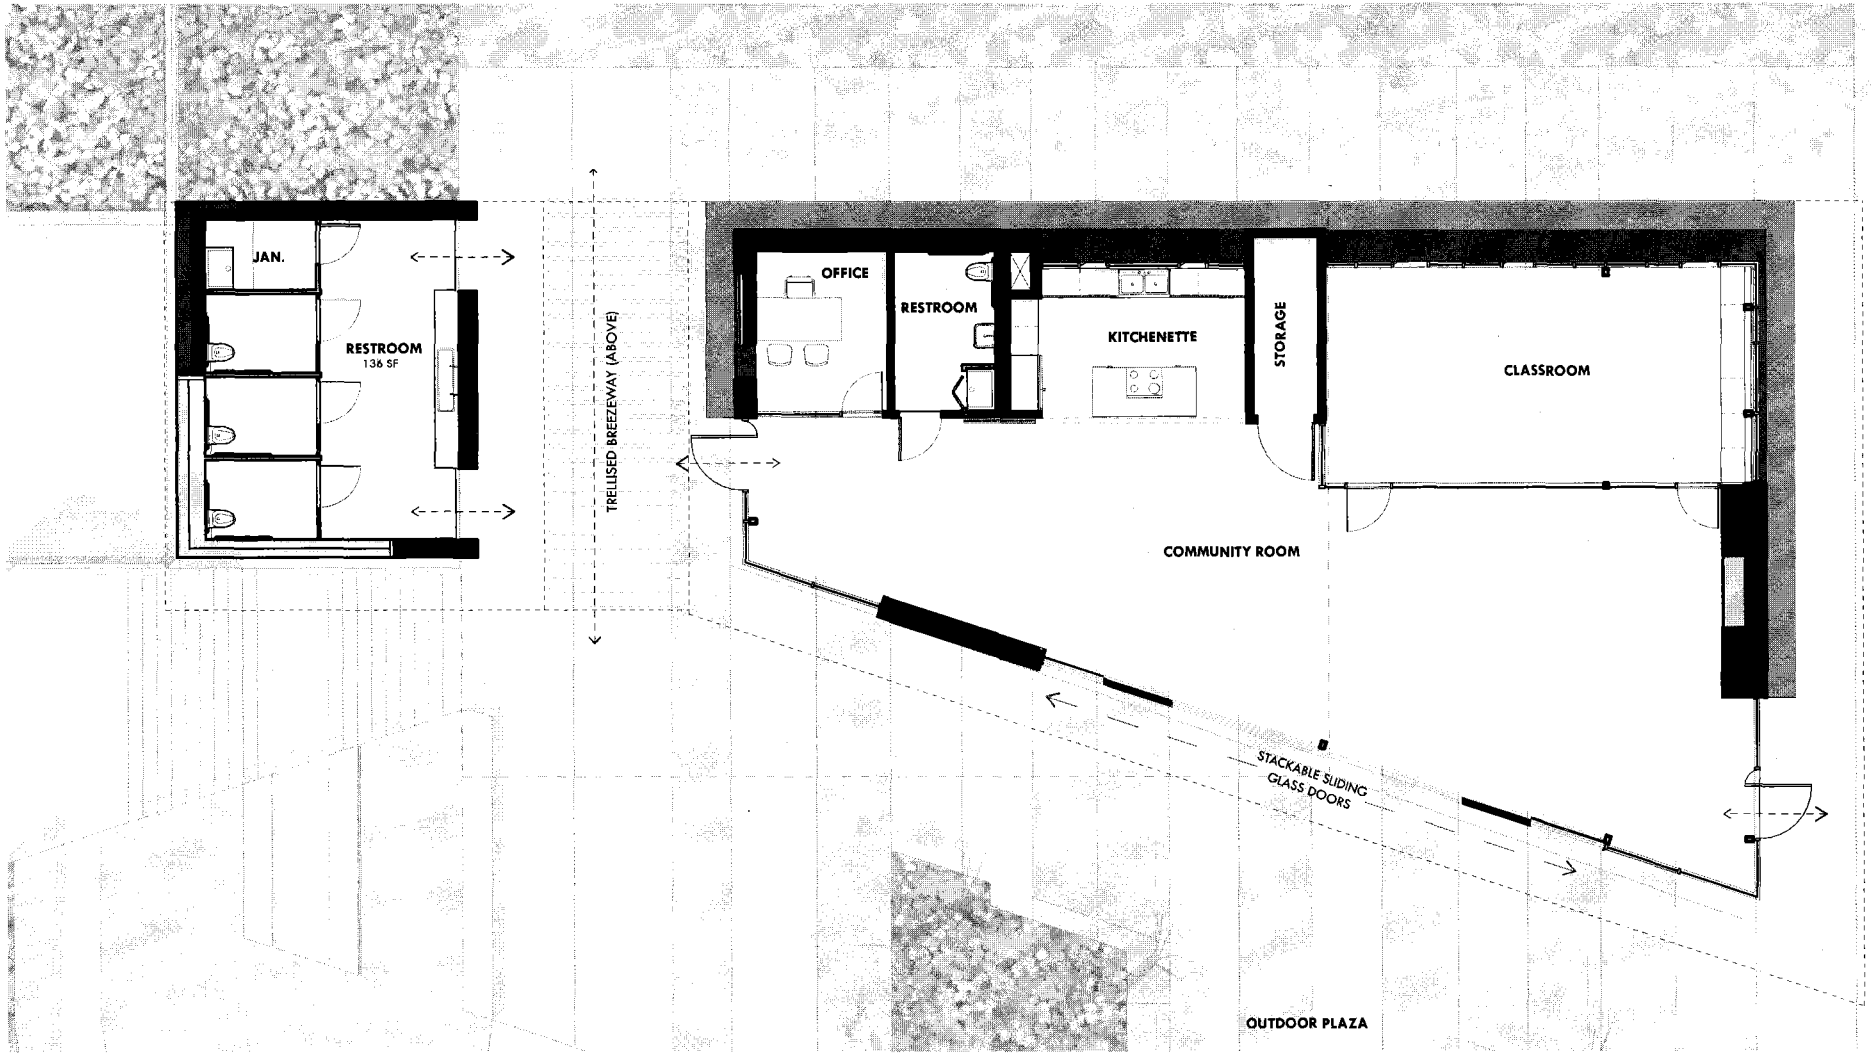 JAN.
OFFICE
RESTROOM
KITCHENETTE
STORAGE
CLASSROOM
RESTROOM
136 SF
TRELLISED BREEZEWAY (ABOVE)
COMMUNITY ROOM
STACKABLE SLIDING
GLASS DOORS
OUTDOOR PLAZA